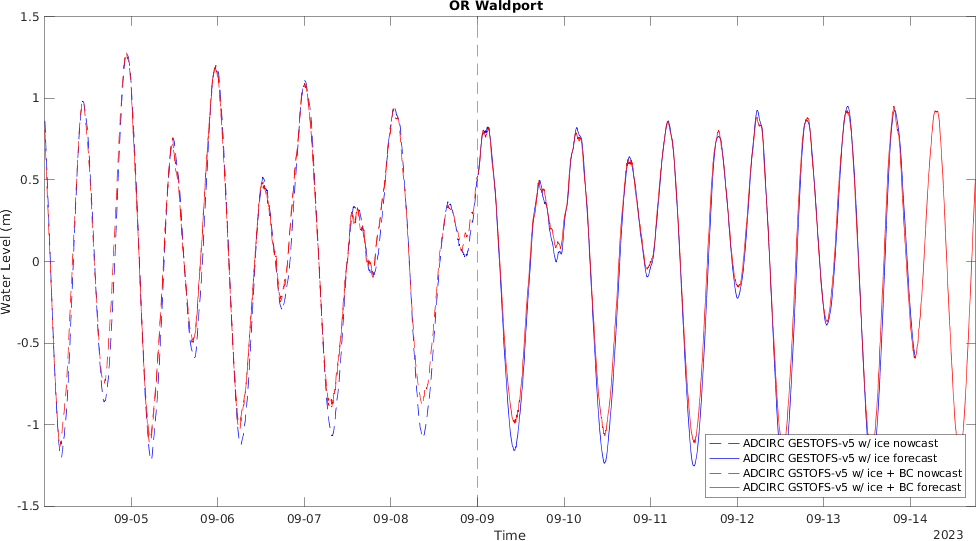 OR Waldport
1.5
1
0.5
0
-0.5
-1
-1.5
Water Level (m)
09-05 09-06 09-07 09-08 09-09 09-10 09-11 09-12 09-13 09-14
Time
2023
ADCIRC GESTOFS-v5 w/ ice nowcast
ADCIRC GESTOFS-v5 w/ ice forecast
ADCIRC GSTOFS-v5 w/ ice + BC nowcast
ADCIRC GSTOFS-v5 w/ ice + BC forecast